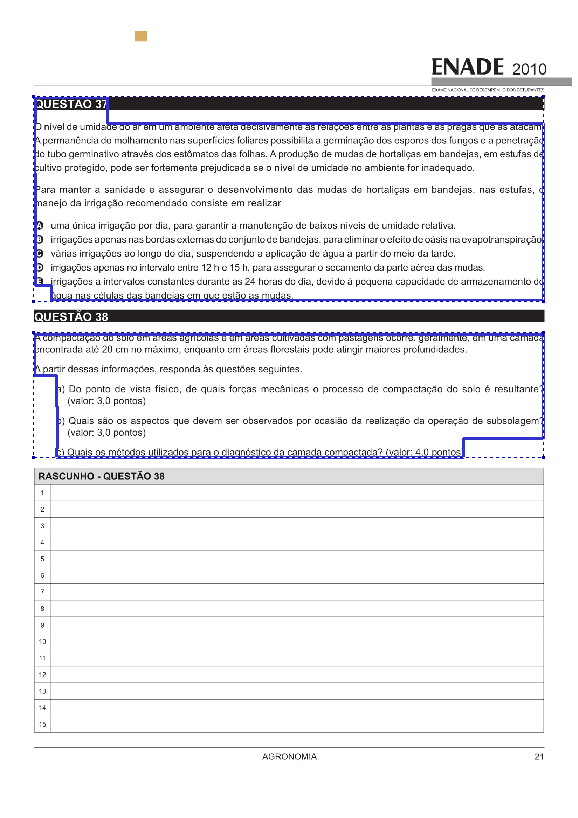 ENADE 2010
EXAME NACIONAL DE DESEMPENHO DOS ESTUDANTES
QUESTÃO 37
O nível de umidade do ar em um ambiente afeta decisivamente as relações entre as plantas e as pragas que as atacam.
A permanência do molhamento nas superfícies foliares possibilita a germinação dos esporos dos fungos e a penetração
do tubo germinativo através dos estômatos das folhas. A produção de mudas de hortaliças em bandejas, em estufas de
cultivo protegido, pode ser fortemente prejudicada se o nível de umidade no ambiente for inadequado.
Para manter a sanidade e assegurar o desenvolvimento das mudas de hortaliças em bandejas, nas estufas, o
manejo da irrigação recomendado consiste em realizar
A uma única irrigação por dia, para garantir a manutenção de baixos níveis de umidade relativa.
B irrigações apenas nas bordas externas do conjunto de bandejas, para eliminar o efeito de oásis na evapotranspiração.
C várias irrigações ao longo do dia, suspendendo a aplicação de água a partir do meio da tarde.
D irrigações apenas no intervalo entre 12 h e 15 h, para assegurar o secamento da parte aérea das mudas.
E irrigações a intervalos constantes durante as 24 horas do dia, devido à pequena capacidade de armazenamento de
água nas células das bandejas em que estão as mudas.
QUESTÃO 38
A compactação do solo em áreas agrícolas e em áreas cultivadas com pastagens ocorre, geralmente, em uma camada
encontrada até 20 cm no máximo, enquanto em áreas florestais pode atingir maiores profundidades.
A partir dessas informações, responda às questões seguintes.
a) Do ponto de vista físico, de quais forças mecânicas o processo de compactação do solo é resultante?
(valor: 3,0 pontos)
b) Quais são os aspectos que devem ser observados por ocasião da realização da operação de subsolagem?
(valor: 3,0 pontos)
c) Quais os métodos utilizados para o diagnóstico da camada compactada? (valor: 4,0 pontos)
RASCUNHO - QUESTÃO 38
1
2
3
4
5
6
7
8
9
10
11
12
13
14
15
AGRONOMIA 21